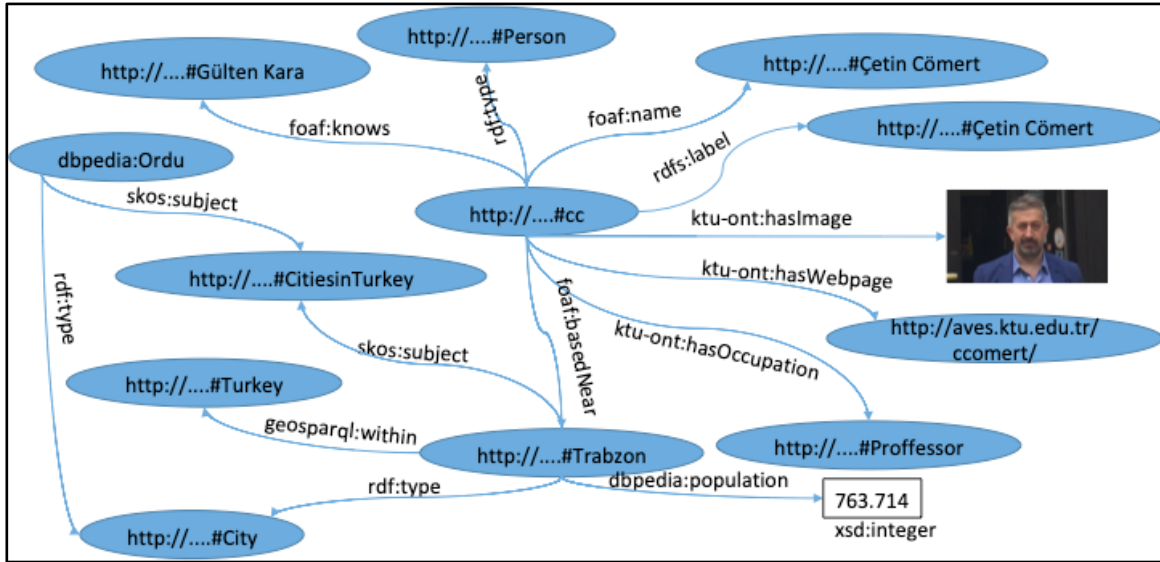 http://....#Person
http://....#Gülten Kara
http://....#Çetin Cömert
rdf:type
foaf:knows
foaf:name
http://....#Çetin Cömert
dbpedia:Ordu
rdfs:label
skos:subject
http://....#cc
ktu-ont:hasImage
http://....#CitiesinTurkey
ktu-ont:hasWebpage
rdf:type
foaf:basedNear
http://aves.ktu.edu.tr/
ccomert/
skos:subject
ktu-ont:hasOccupation
http://....#Turkey
geosparql:within
http://....#Trabzon
http://....#Proffessor
rdf:type
dbpedia:population
763.714
http://....#City
xsd:integer